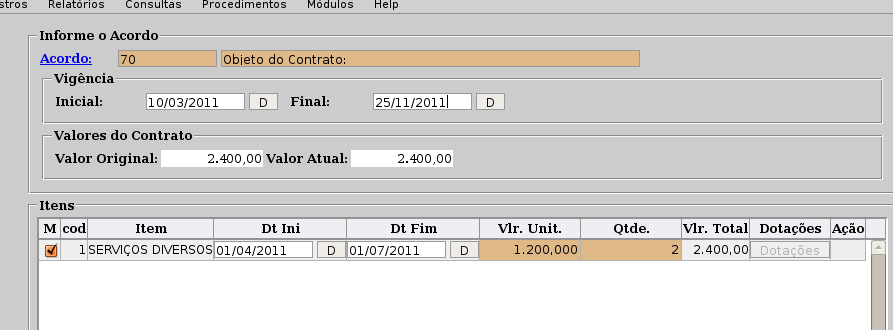 stros Relatórios Consultas Procedimentos Módulos Help
Informe o Acordo
Acordo: 70 Objeto do Contrato:
Vigência
Inicial: 10/03/2011 D Final: 25/11/2011 D
Valores do Contrato
Valor Original: 2.400,00 Valor Atual: 2.400,00
Itens
M cod Item Dt Ini Dt Fim Vlr. Unit. Qtde. Vlr. Total Dotações Ação
1 SERVIÇOS DIVERSOS 01/04/2011 D 01/07/2011 D 1.200,000 2 2.400,00 Dotações